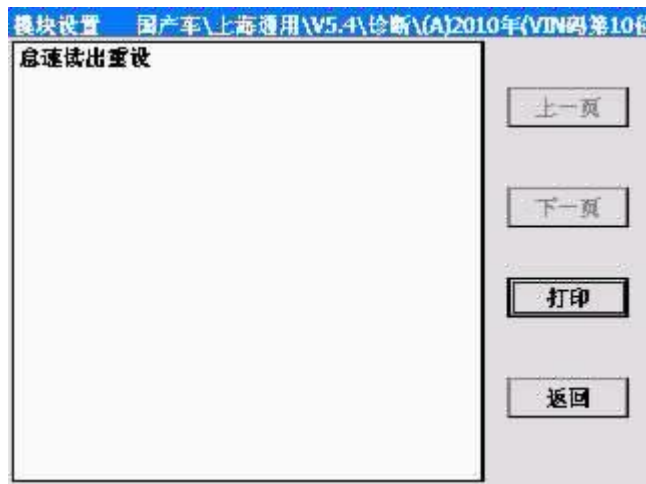 模块设置 国产车\上海通用\V5.4\诊断\(A)2010年(VIN码第10位
怠速读出重设
上一页
下一页
打印
返回